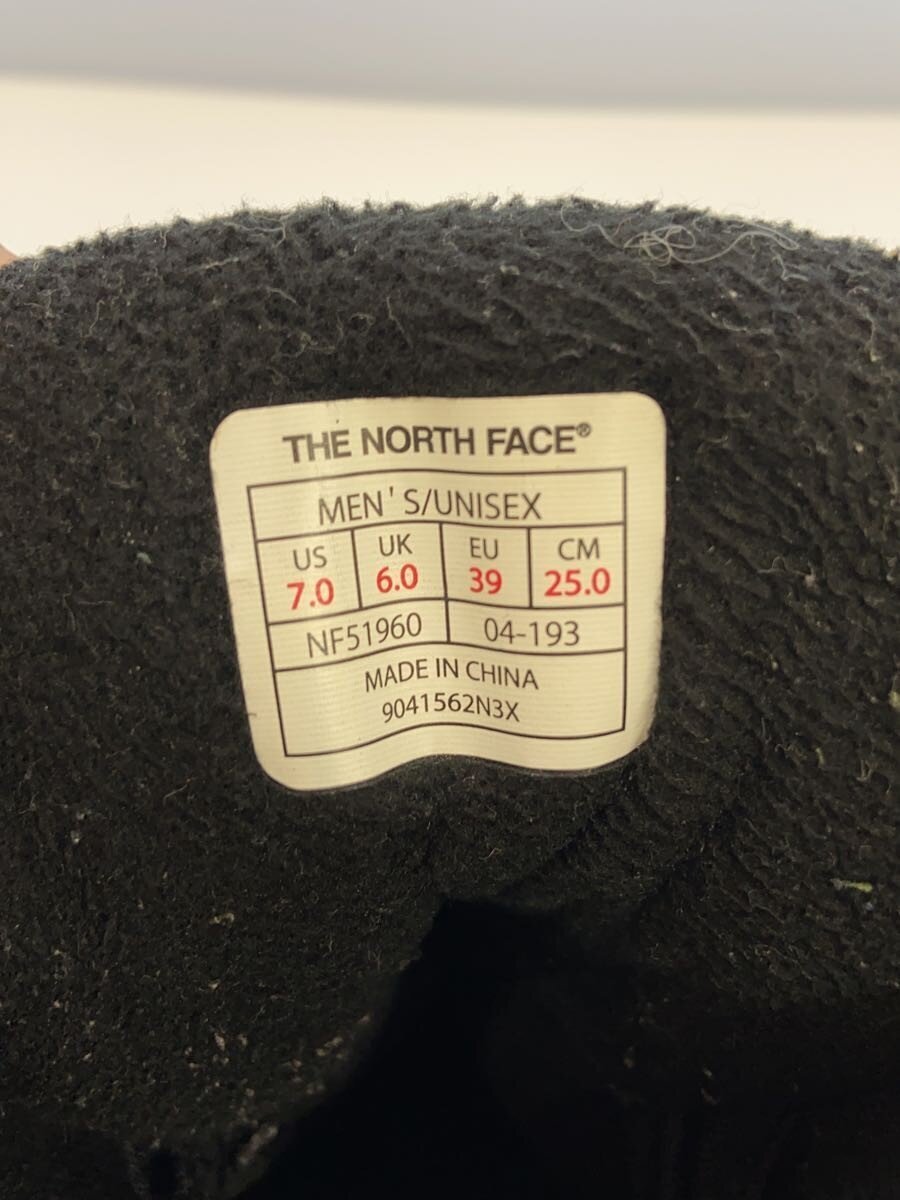 THE NORTH FACE®
MEN'S/UNISEX
US UK EU CM
7.0 6.0 39 25.0
NF51960 04-193
MADE IN CHINA
9041562N3X